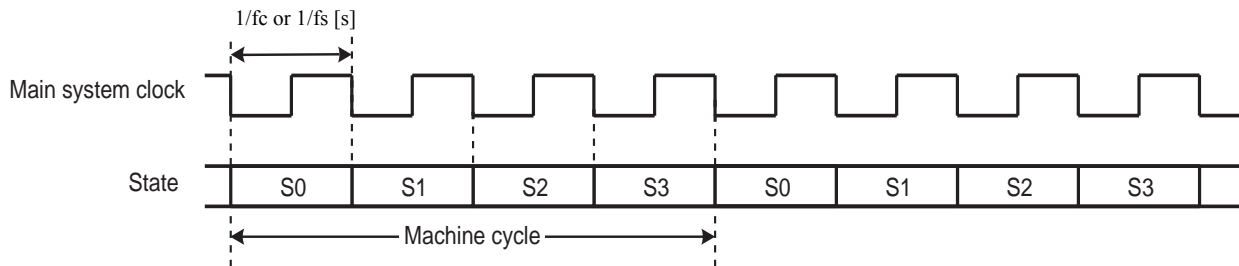 1/fc or 1/fs [s]
Main system clock
State
S0 S1 S2 S3 S0 S1 S2 S3
Machine cycle